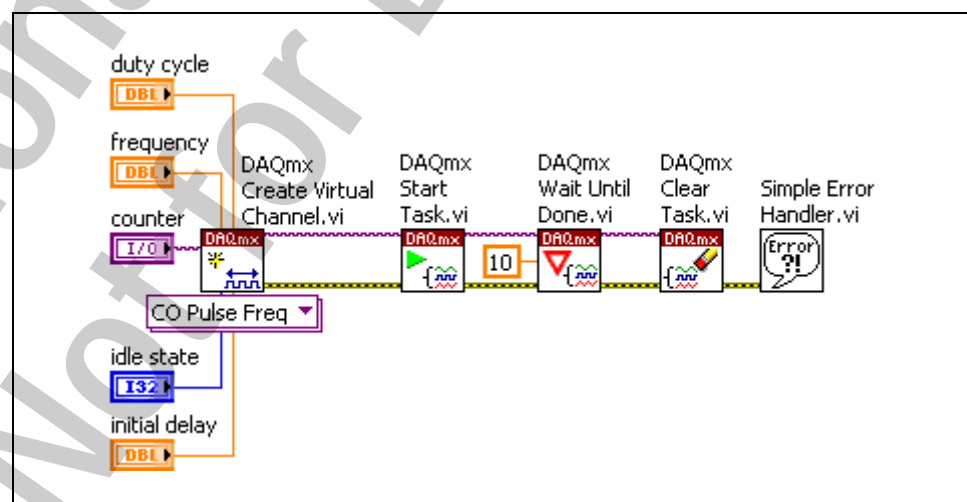 duty cycle
DBL
frequency
DBL
counter
I/O
DAQmx
Create Virtual
Channel.vi
DAQmx
DAQmx
Start
Task.vi
DAQmx
10
DAQmx
Wait Until
Done.vi
DAQmx
DAQmx
Clear
Task.vi
DAQmx
Simple Error
Handler.vi
Error
?!
CO Pulse Freq
idle state
I32
initial delay
DBL
Not for